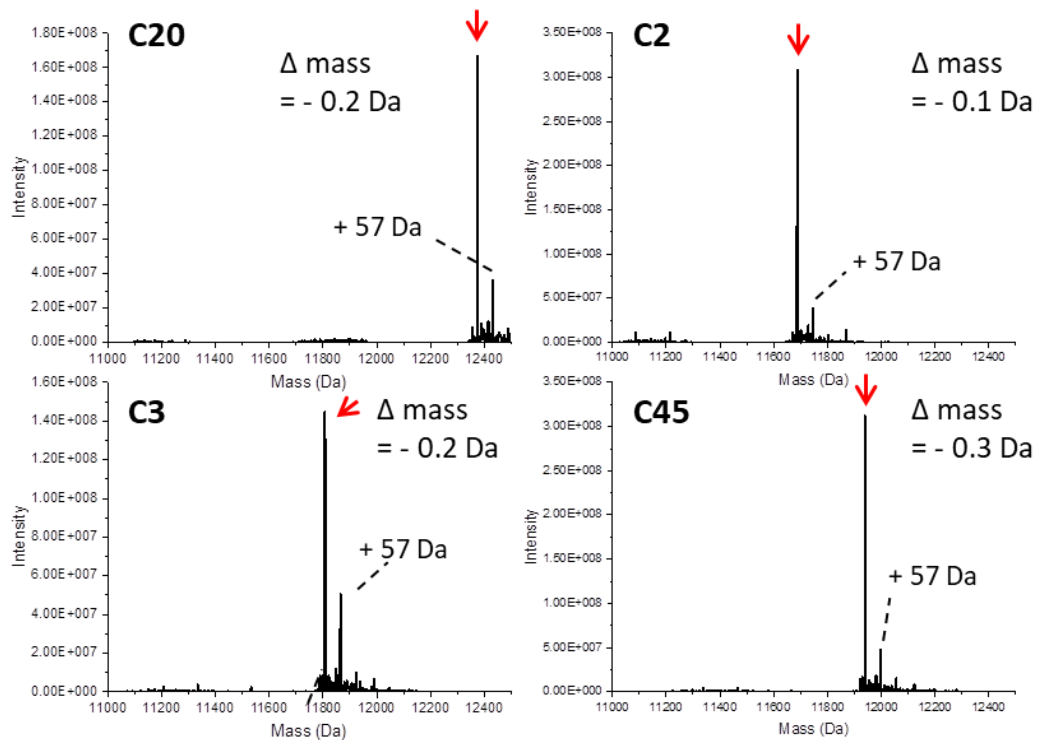 C20
Δ mass
= - 0.2 Da
+ 57 Da
Intensity
1.80E+008
1.60E+008
1.40E+008
1.20E+008
1.00E+008
8.00E+007
6.00E+007
4.00E+007
2.00E+007
0.00E+000
11000 11200 11400 11600 11800 12000 12200 12400
Mass (Da)
C2
Δ mass
= - 0.1 Da
+ 57 Da
Intensity
3.50E+008
3.00E+008
2.50E+008
2.00E+008
1.50E+008
1.00E+008
5.00E+007
0.00E+000
11000 11200 11400 11600 11800 12000 12200 12400
Mass (Da)
C3
Δ mass
= - 0.2 Da
+ 57 Da
Intensity
1.60E+008
1.40E+008
1.20E+008
1.00E+008
8.00E+007
6.00E+007
4.00E+007
2.00E+007
0.00E+000
11000 11200 11400 11600 11800 12000 12200 12400
Mass (Da)
C45
Δ mass
= - 0.3 Da
+ 57 Da
Intensity
3.50E+008
3.00E+008
2.50E+008
2.00E+008
1.50E+008
1.00E+008
5.00E+007
0.00E+000
11000 11200 11400 11600 11800 12000 12200 12400
Mass (Da)